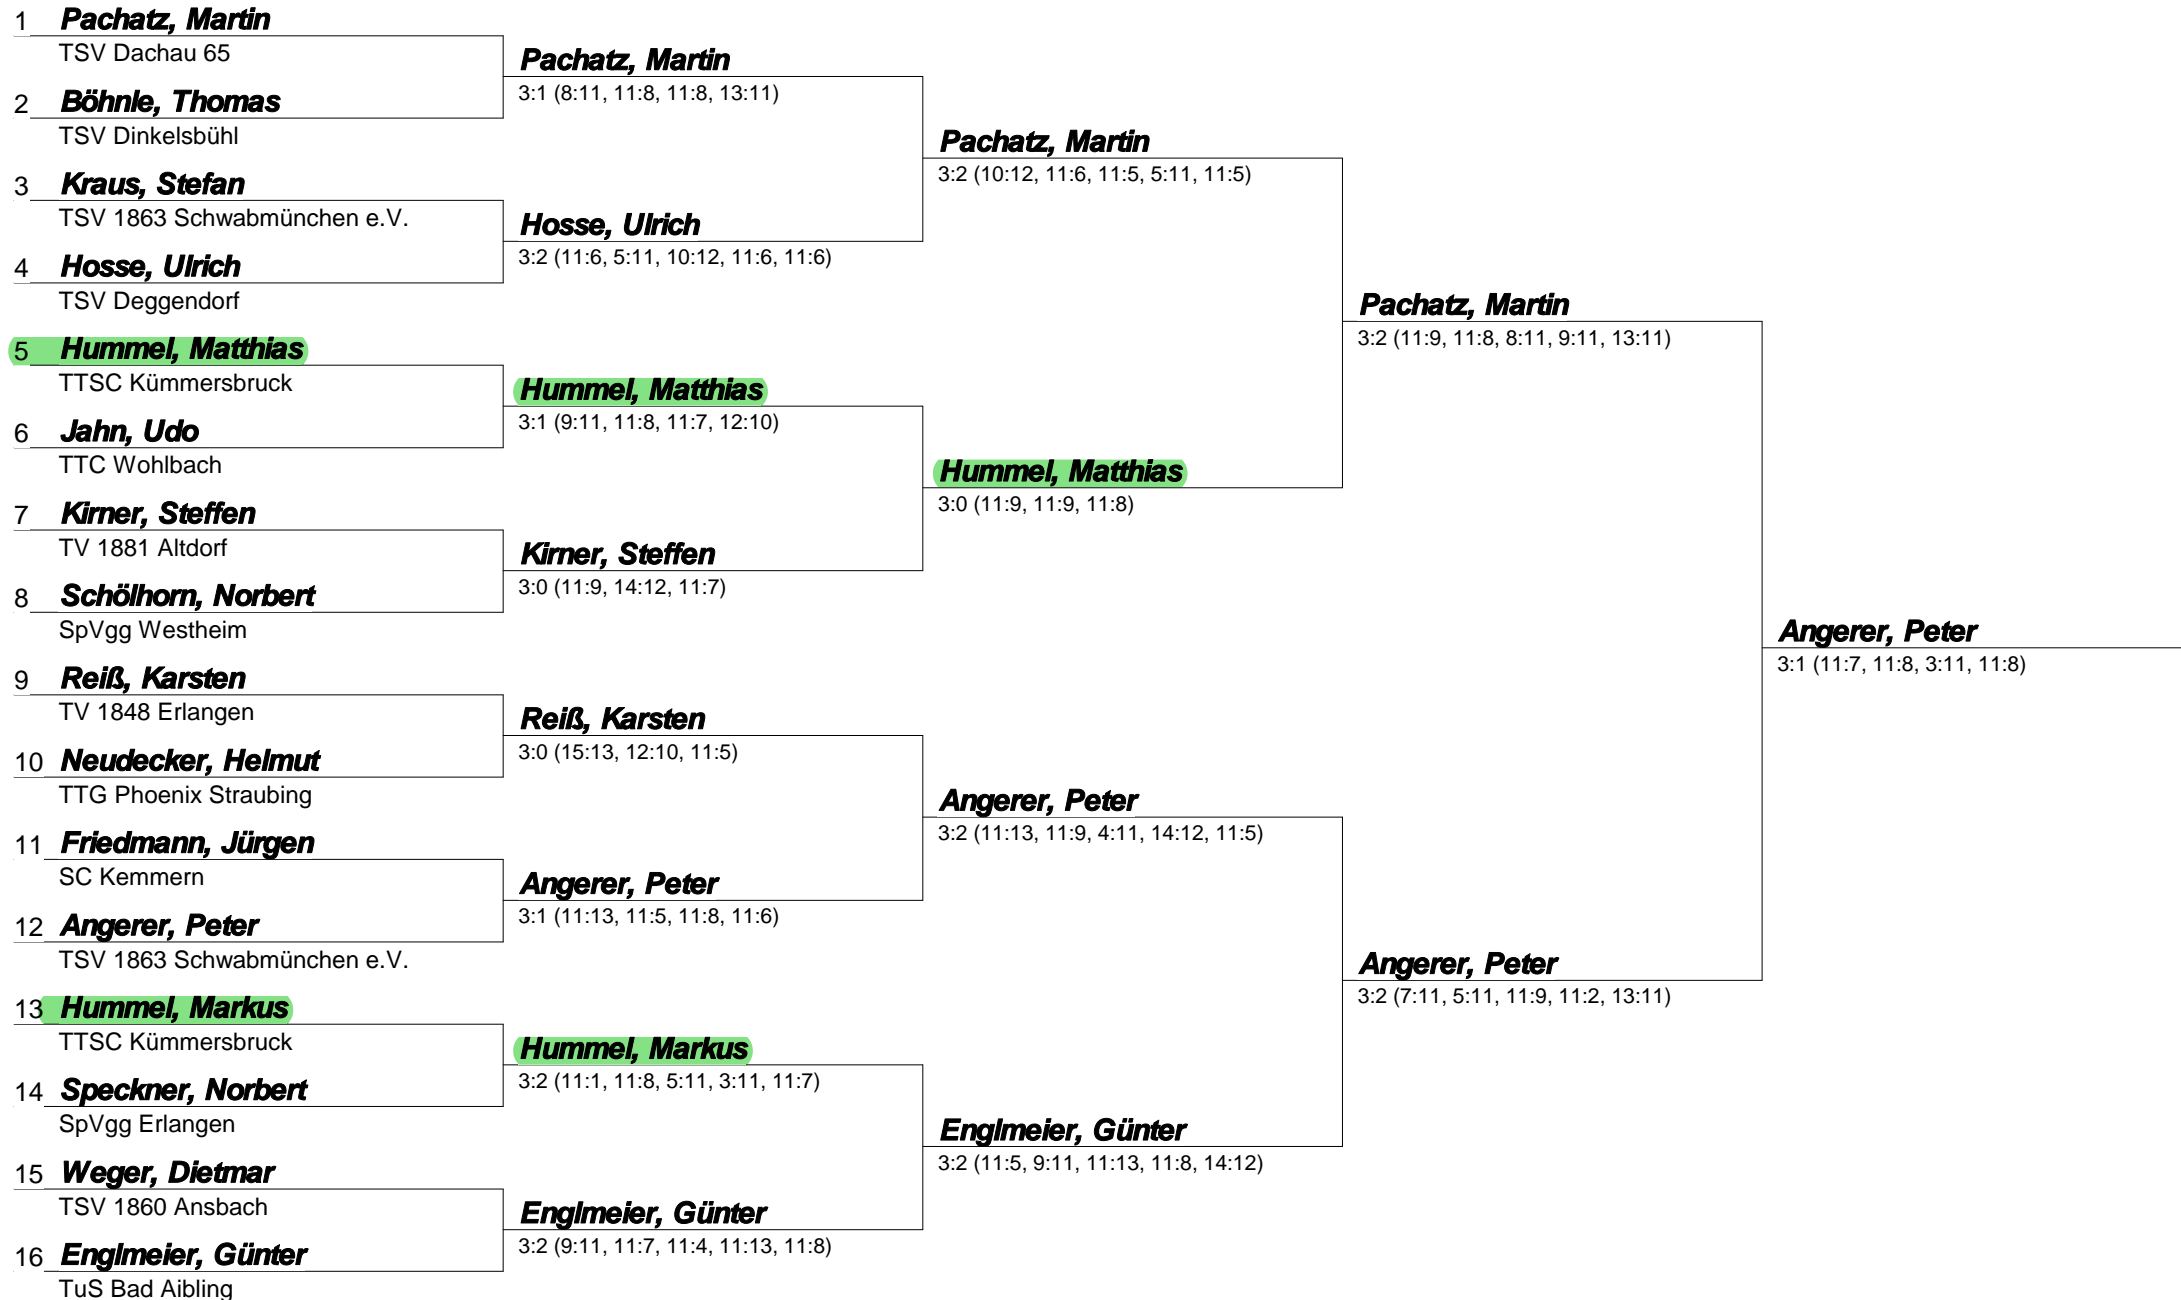 1 Pachatz, Martin
TSV Dachau 65
2 Böhnle, Thomas
TSV Dinkelsbühl
3 Kraus, Stefan
TSV 1863 Schwabmünchen e.V.
4 Hosse, Ulrich
TSV Deggendorf
5 Hummel, Matthias
TTSC Kümmersbruck
6 Jahn, Udo
TTC Wohlbach
7 Kirner, Steffen
TV 1881 Altdorf
8 Schölhorn, Norbert
SpVgg Westheim
9 Reiß, Karsten
TV 1848 Erlangen
10 Neudecker, Helmut
TTG Phoenix Straubing
11 Friedmann, Jürgen
SC Kemmern
12 Angerer, Peter
TSV 1863 Schwabmünchen e.V.
13 Hummel, Markus
TTSC Kümmersbruck
14 Speckner, Norbert
SpVgg Erlangen
15 Weger, Dietmar
TSV 1860 Ansbach
16 Englmeier, Günter
TuS Bad Aibling
Pachatz, Martin
3:1 (8:11, 11:8, 11:8, 13:11)
Hosse, Ulrich
3:2 (11:6, 5:11, 10:12, 11:6, 11:6)
Hummel, Matthias
3:1 (9:11, 11:8, 11:7, 12:10)
Kirner, Steffen
3:0 (11:9, 14:12, 11:7)
Reiß, Karsten
3:0 (15:13, 12:10, 11:5)
Angerer, Peter
3:1 (11:13, 11:5, 11:8, 11:6)
Hummel, Markus
3:2 (11:1, 11:8, 5:11, 3:11, 11:7)
Englmeier, Günter
3:2 (9:11, 11:7, 11:4, 11:13, 11:8)
Pachatz, Martin
3:2 (10:12, 11:6, 11:5, 5:11, 11:5)
Hummel, Matthias
3:0 (11:9, 11:9, 11:8)
Angerer, Peter
3:2 (11:13, 11:9, 4:11, 14:12, 11:5)
Englmeier, Günter
3:2 (11:5, 9:11, 11:13, 11:8, 14:12)
Pachatz, Martin
3:2 (11:9, 11:8, 8:11, 9:11, 13:11)
Angerer, Peter
3:2 (7:11, 5:11, 11:9, 11:2, 13:11)
Angerer, Peter
3:1 (11:7, 11:8, 3:11, 11:8)